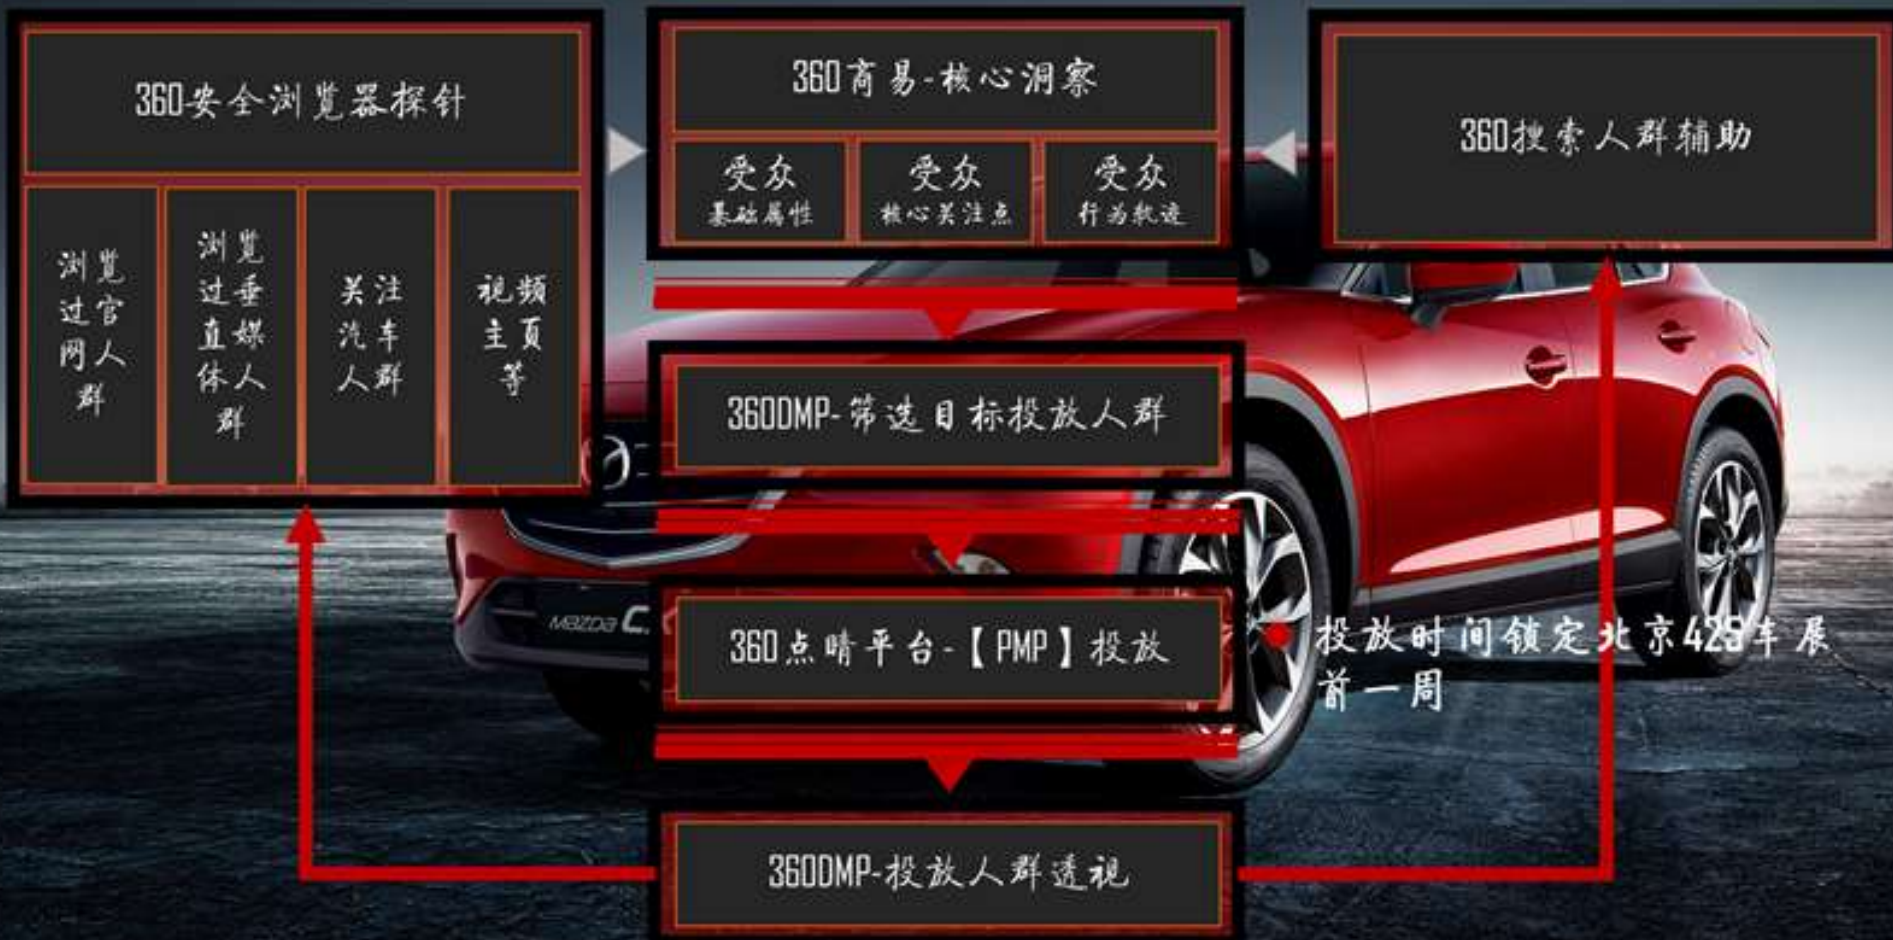 360安全浏览器探针
浏览
过官
网人
群
浏览
过垂
直媒
体人
群
关注
汽车
人群
视频
主页
等
360商易-核心洞察
受众
基础属性
受众
核心关注点
受众
行为轨迹
360搜索人群辅助
360DMP-筛选目标投放人群
360点睛平台-【PMP】投放
投放时间锁定北京425车展
前一周
360DMP-投放人群透视
mazda C